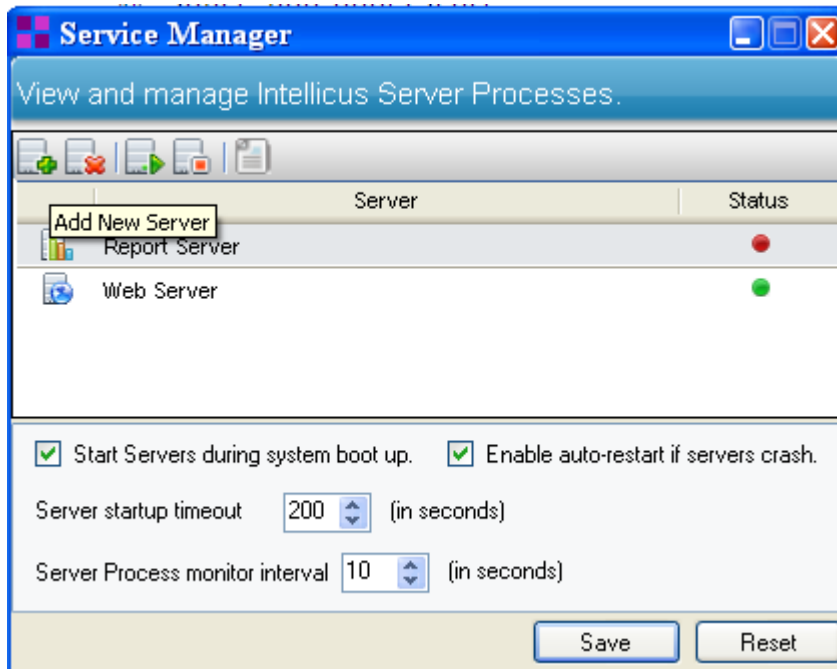 Service Manager
View and manage Intellicus Server Processes.
Server Status
Add New Server
Report Server
Web Server
Start Servers during system boot up. Enable auto-restart if servers crash.
Server startup timeout 200 (in seconds)
Server Process monitor interval 10 (in seconds)
Save Reset